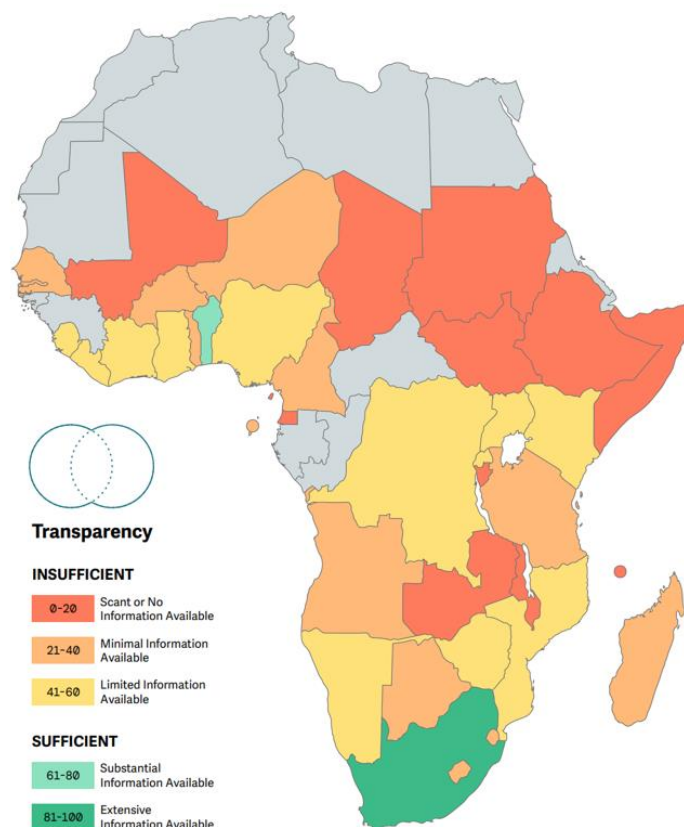 Transparency
INSUFFICIENT
0-20 Scant or No
Information Available
21-40 Minimal Information
Available
41-60 Limited Information
Available
SUFFICIENT
61-80 Substantial
Information Available
81-100 Extensive
Information Available